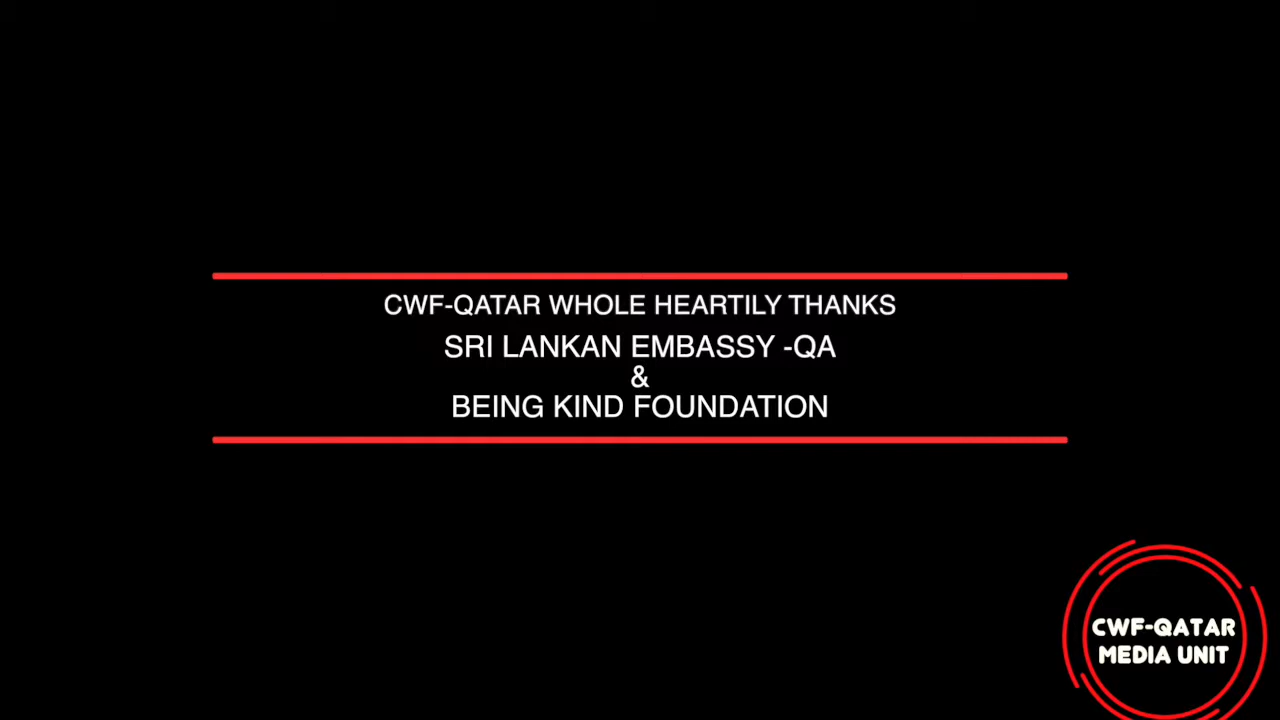 CWF-QATAR WHOLE HEARTILY THANKS
SRI LANKAN EMBASSY -QA
&
BEING KIND FOUNDATION
CWF-QATAR
MEDIA UNIT